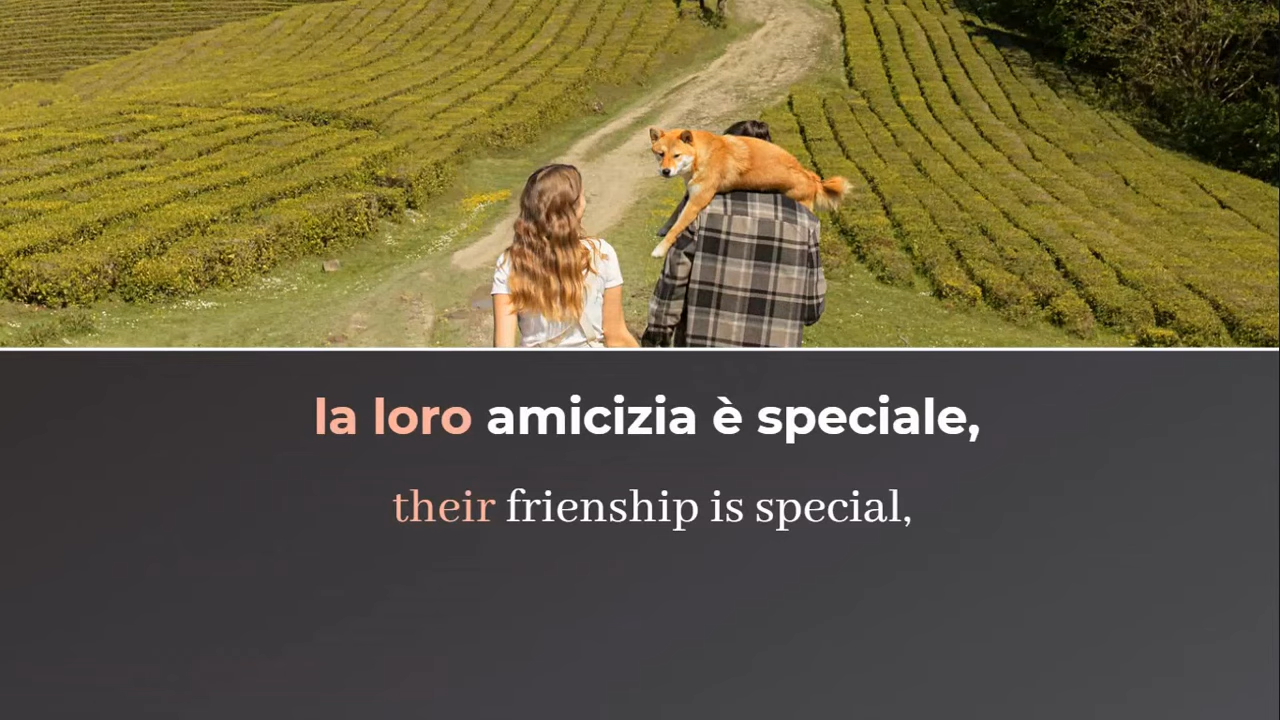 la loro amicizia è speciale,
their frienship is special,